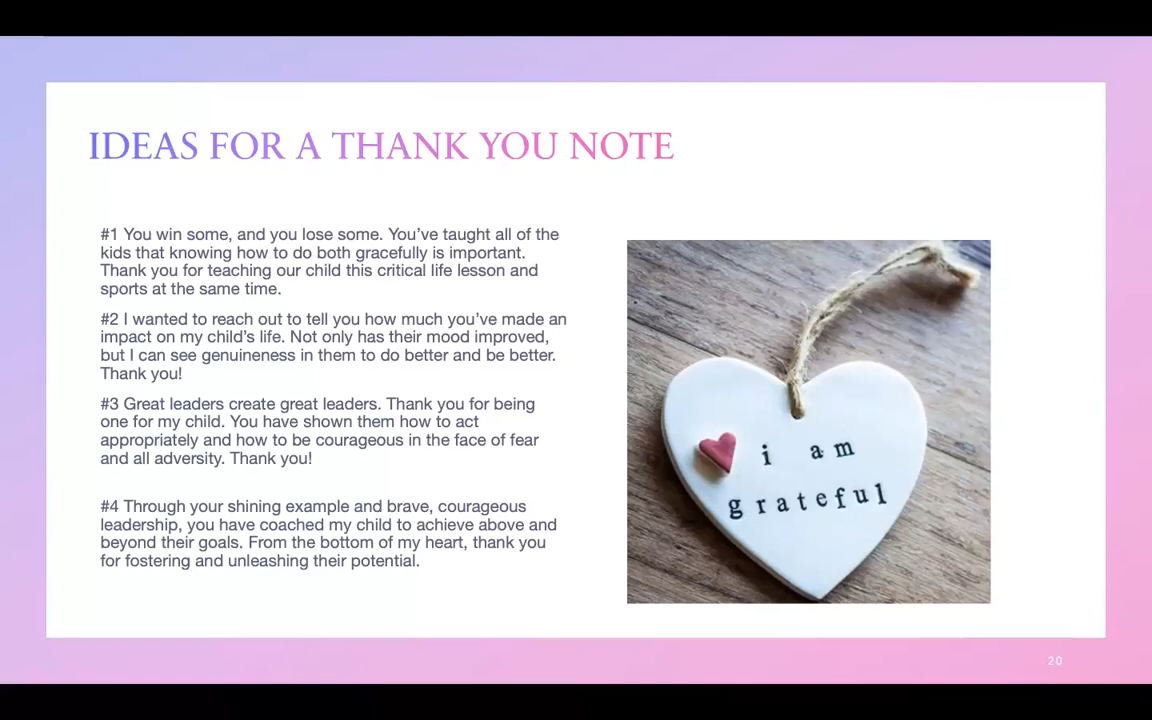 IDEAS FOR A THANK YOU NOTE
#1 You win some, and you lose some. You’ve taught all of the
kids that knowing how to do both gracefully is important.
Thank you for teaching our child this critical life lesson and
sports at the same time.
#2 I wanted to reach out to tell you how much you’ve made an
impact on my child’s life. Not only has their mood improved,
but I can see genuineness in them to do better and be better.
Thank you!
#3 Great leaders create great leaders. Thank you for being
one for my child. You have shown them how to act
appropriately and how to be courageous in the face of fear
and all adversity. Thank you!
#4 Through your shining example and brave, courageous
leadership, you have coached my child to achieve above and
beyond their goals. From the bottom of my heart, thank you
for fostering and unleashing their potential.
i am
grateful
20